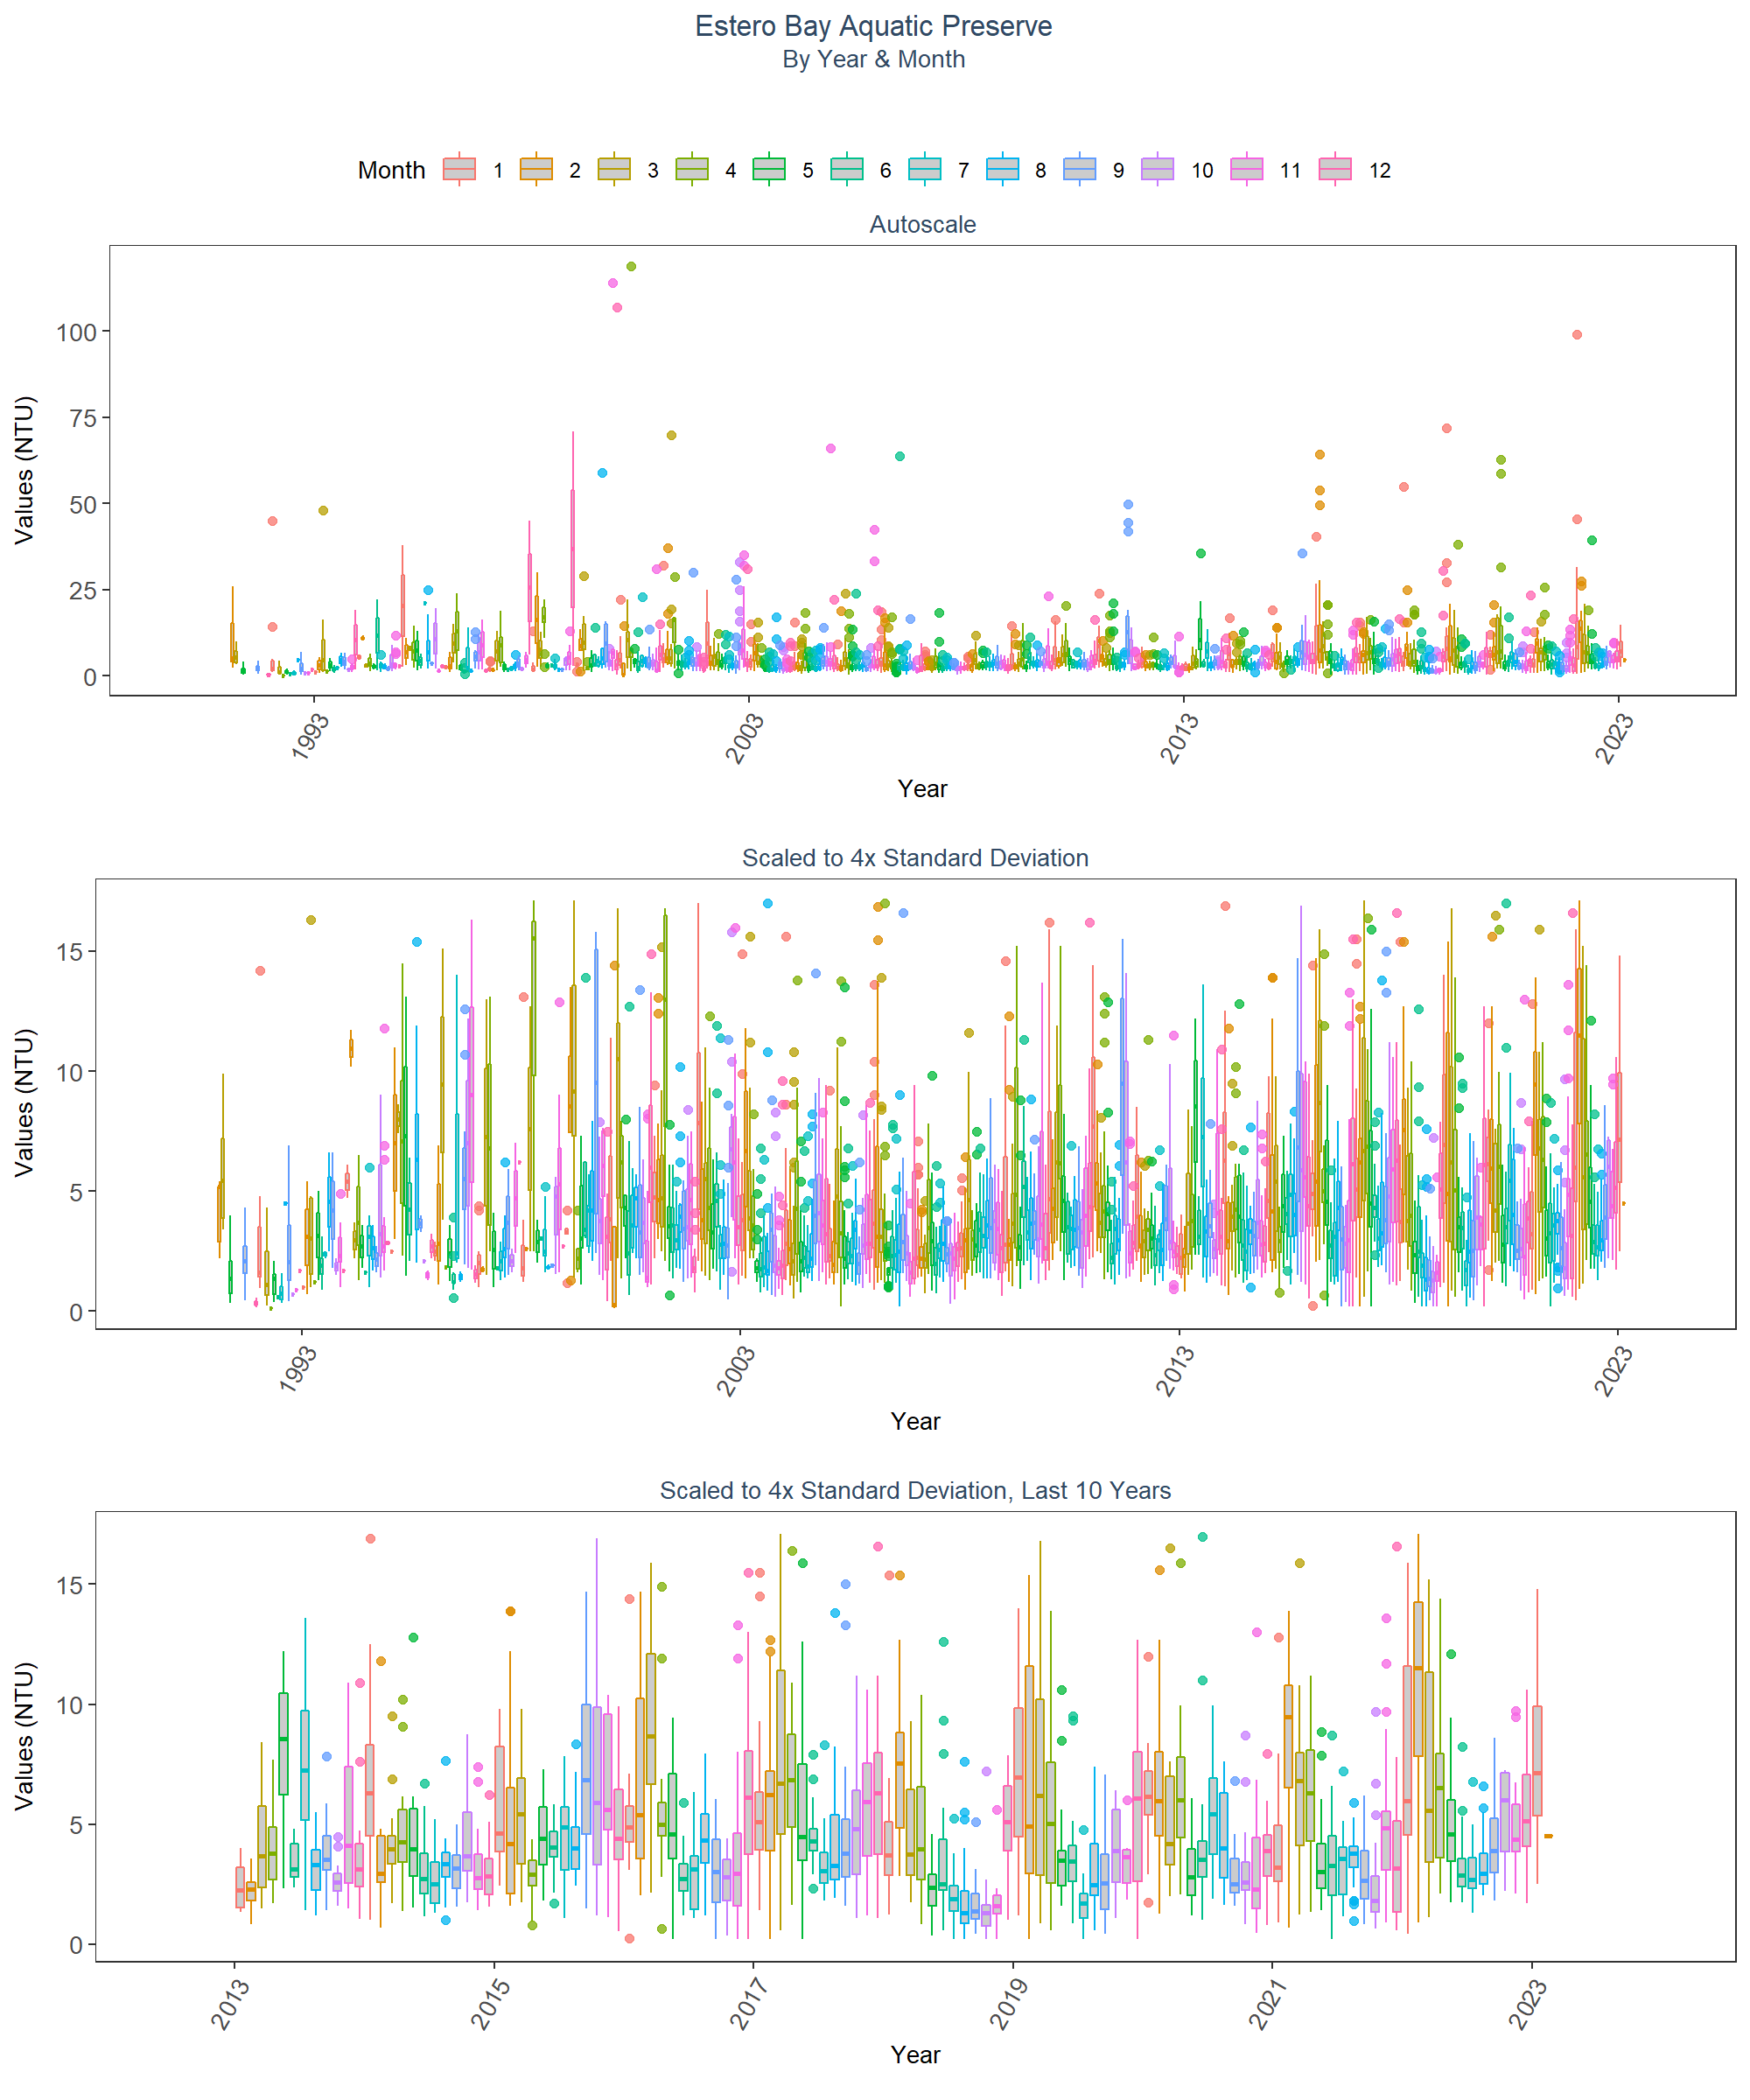 Estero Bay Aquatic Preserve
By Year & Month
Month 1 2 3 4 5 6 7 8 9 10 11 12
Autoscale
Values (NTU)
100
75
50
25
0
1993 2003 2013 2023
Year
Scaled to 4x Standard Deviation
Values (NTU)
15
10
5
0
1993 2003 2013 2023
Year
Scaled to 4x Standard Deviation, Last 10 Years
Values (NTU)
15
10
5
0
2013 2015 2017 2019 2021 2023
Year